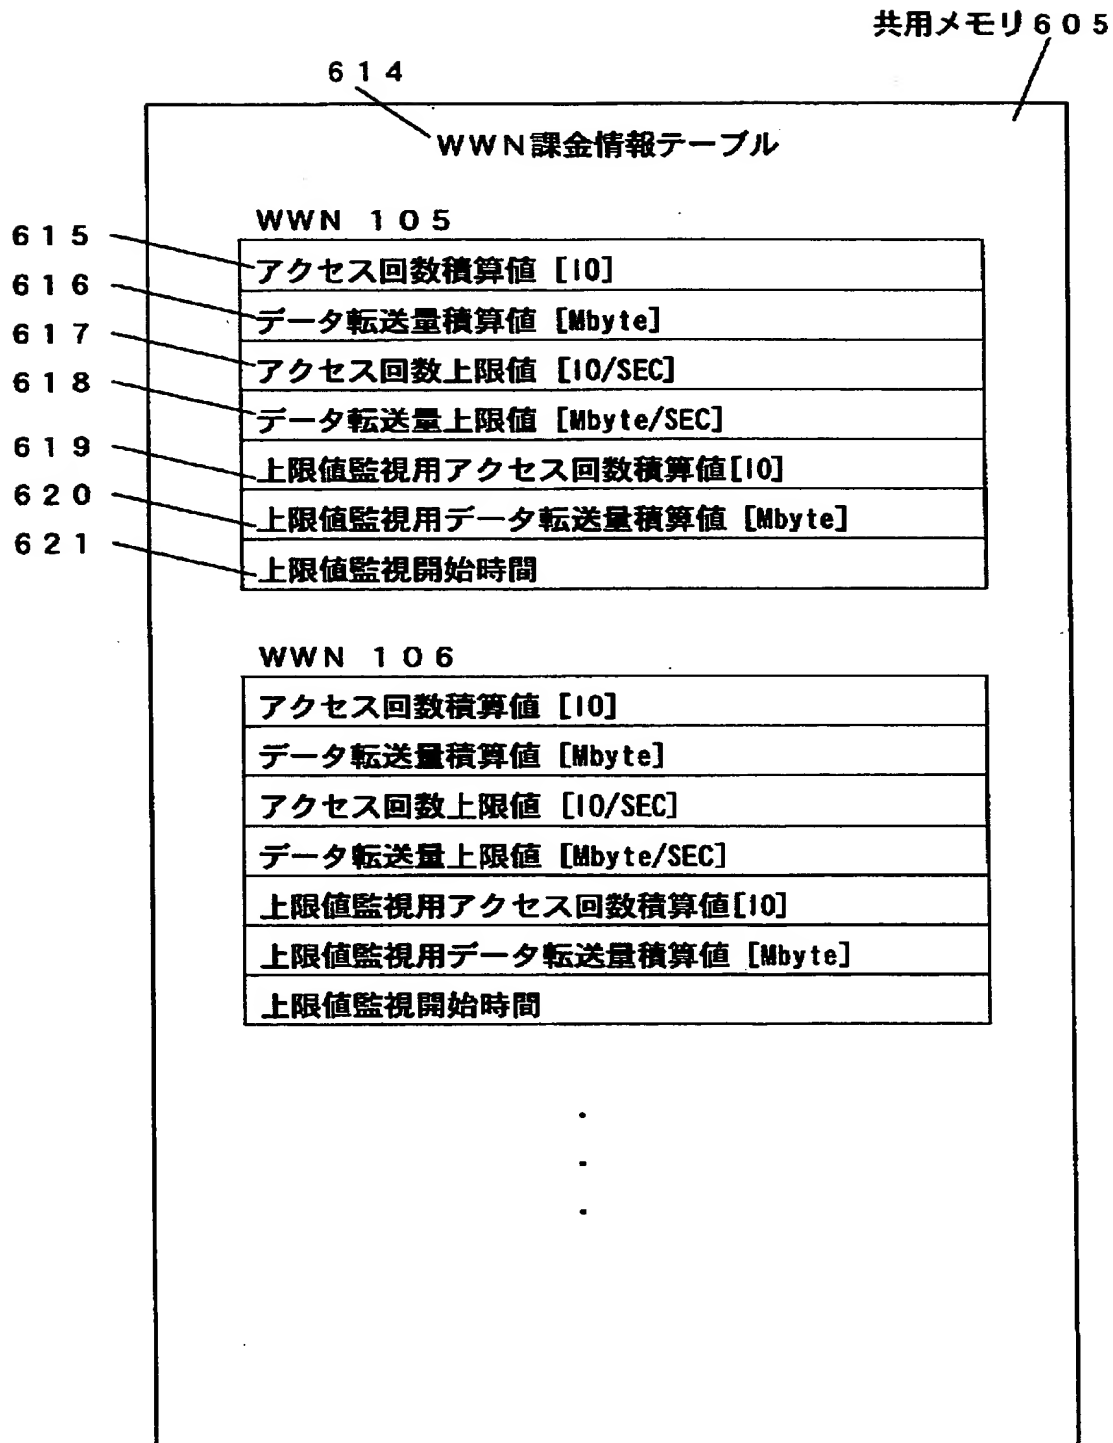 共用メモリ605
614
WWN課金情報テーブル
WWN 105
615
アクセス回数積算値 [IO]
616
データ転送量積算値 [Mbyte]
617
アクセス回数上限値 [IO/SEC]
618
データ転送量上限値 [Mbyte/SEC]
619
上限値監視用アクセス回数積算値[IO]
620
上限値監視用データ転送量積算値 [Mbyte]
621
上限値監視開始時間
WWN 106
アクセス回数積算値 [IO]
データ転送量積算値 [Mbyte]
アクセス回数上限値 [IO/SEC]
データ転送量上限値 [Mbyte/SEC]
上限値監視用アクセス回数積算値[IO]
上限値監視用データ転送量積算値 [Mbyte]
上限値監視開始時間